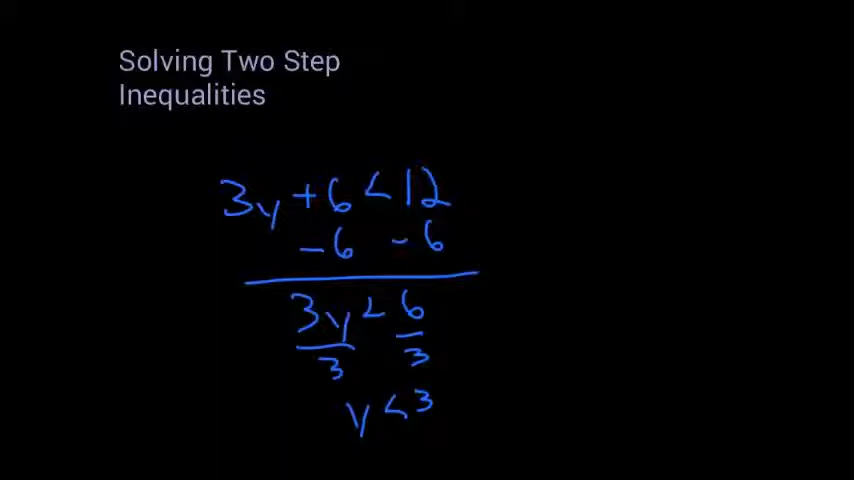 Solving Two Step
Inequalities
3y + 6 < 12
- 6 - 6
3y < 6
3 3
y < 3